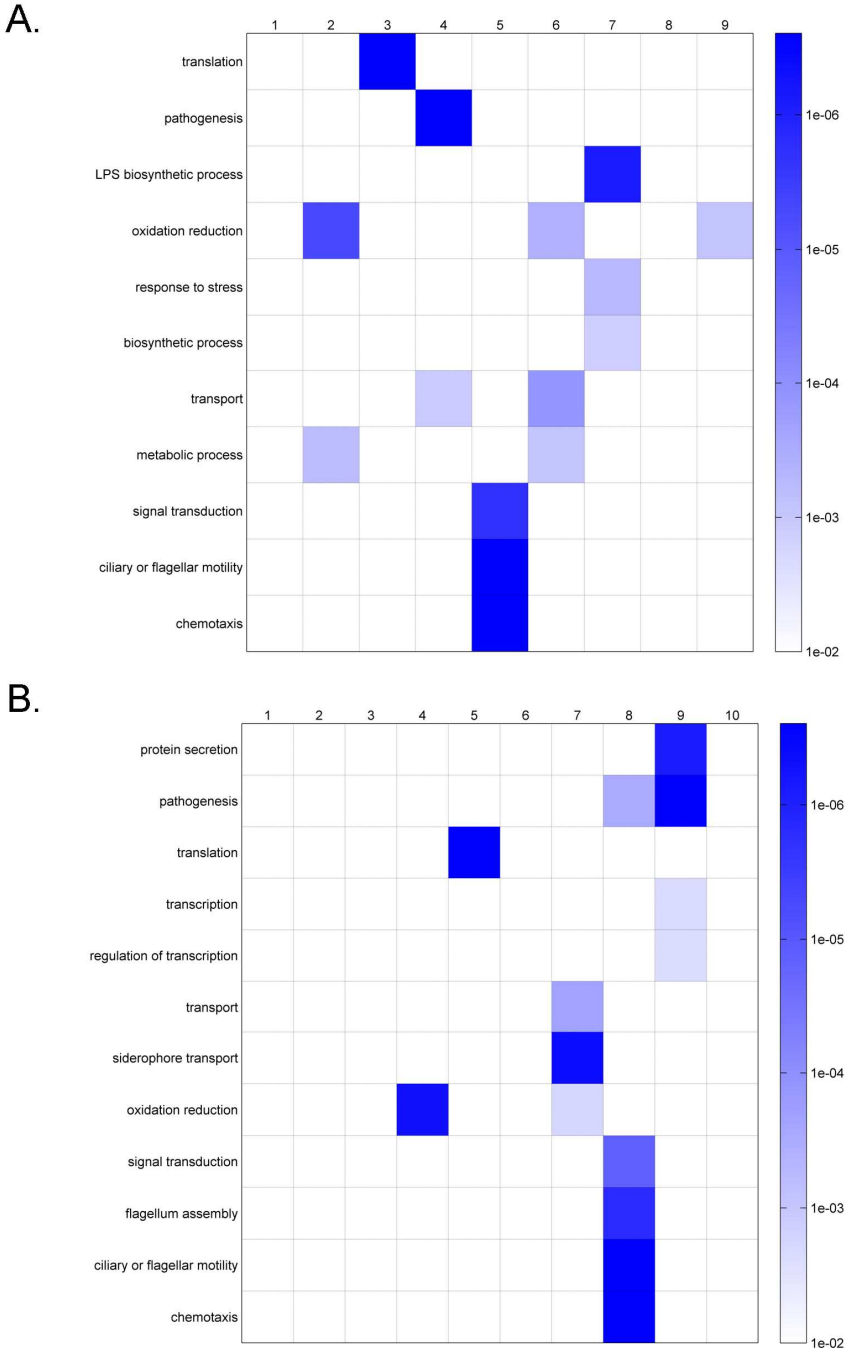 A.
1 2 3 4 5 6 7 8 9
translation
pathogenesis
LPS biosynthetic process
oxidation reduction
response to stress
biosynthetic process
transport
metabolic process
signal transduction
ciliary or flagellar motility
chemotaxis
1e-06
1e-05
1e-04
1e-03
1e-02
B.
1 2 3 4 5 6 7 8 9 10
protein secretion
pathogenesis
translation
transcription
regulation of transcription
transport
siderophore transport
oxidation reduction
signal transduction
flagellum assembly
ciliary or flagellar motility
chemotaxis
1e-06
1e-05
1e-04
1e-03
1e-02